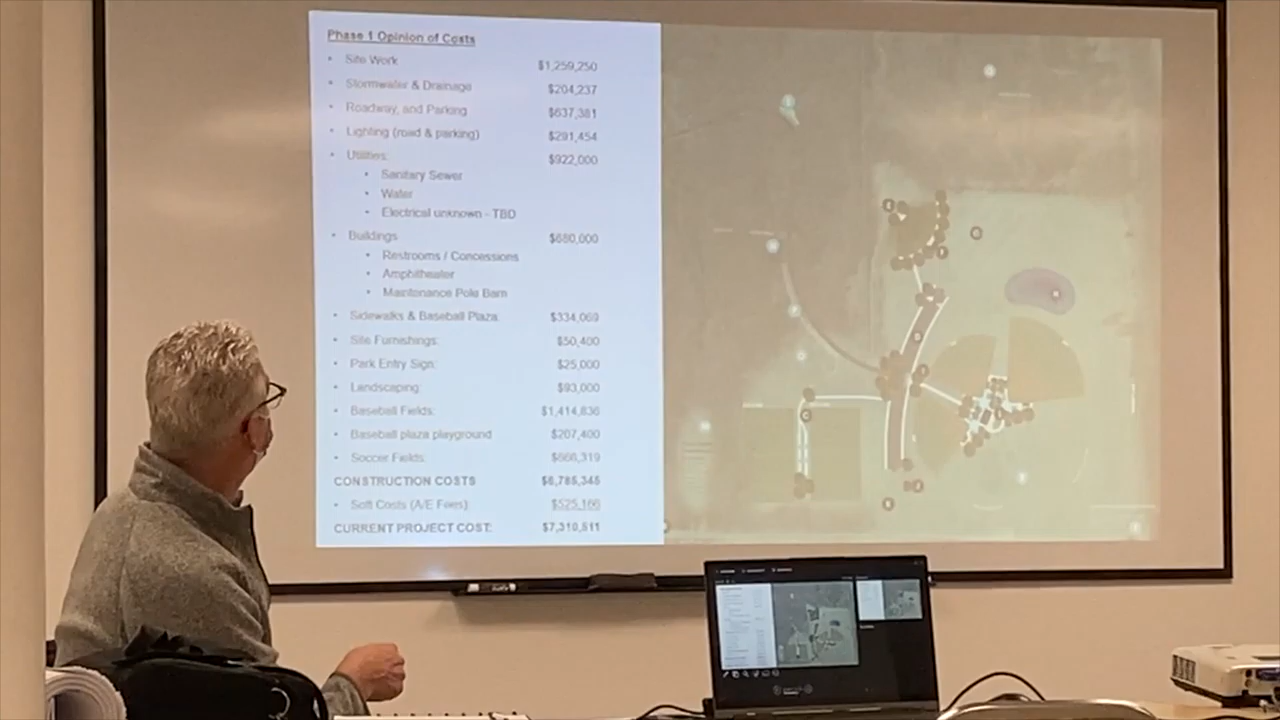 Phase 1 Opinion of Costs
• Site Work $1,259,250
• Stormwater & Drainage $204,237
• Roadway, and Parking $637,381
• Lighting (road & parking) $291,454
• Utilities: $922,000
• Sanitary Sewer
• Water
• Electrical unknown - TBD
• Buildings $680,000
• Restrooms / Concessions
• Amphitheater
• Maintenance Pole Barn
• Sidewalks & Baseball Plaza: $334,069
• Site Furnishings: $50,400
• Park Entry Sign: $25,000
• Landscaping: $93,000
• Baseball Fields: $1,414,836
• Baseball plaza playground $207,400
• Soccer Fields: $666,319
CONSTRUCTION COSTS $6,785,345
• Soft Costs (A/E Fees): $525,166
CURRENT PROJECT COST: $7,310,511